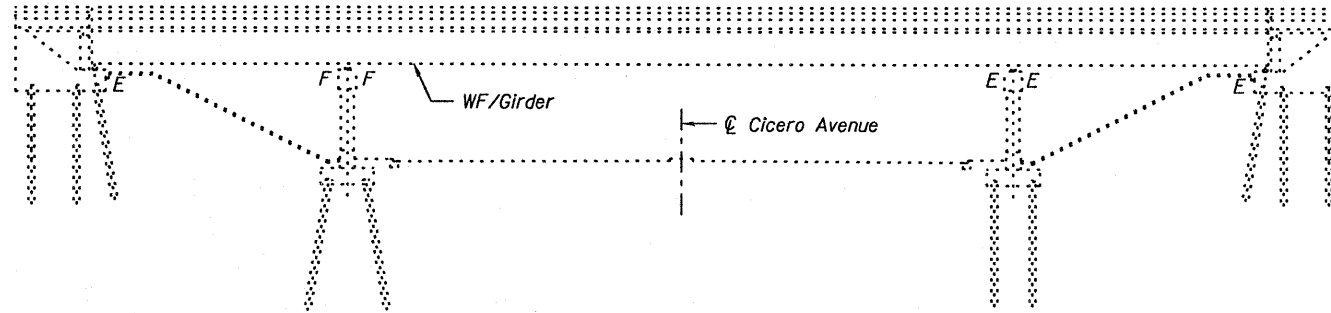 E
F F
WF/Girder
℄ Cicero Avenue
E E
E